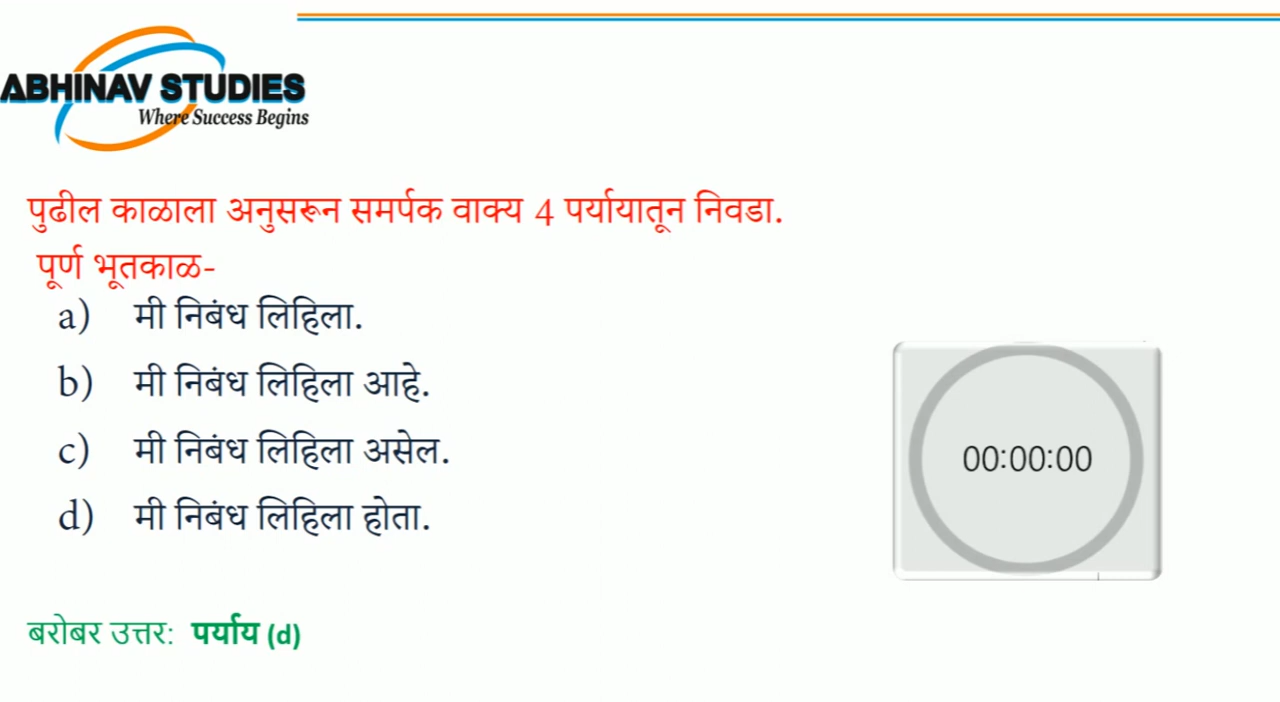 ABHINAV STUDIES
Where Success Begins
पुढील काळाला अनुसरून समर्पक वाक्य 4 पर्यायातून निवडा.
पूर्ण भूतकाळ-
a) मी निबंध लिहिला.
b) मी निबंध लिहिला आहे.
c) मी निबंध लिहिला असेल.
00:00:00
d) मी निबंध लिहिला होता.
बरोबर उत्तर: पर्याय (d)